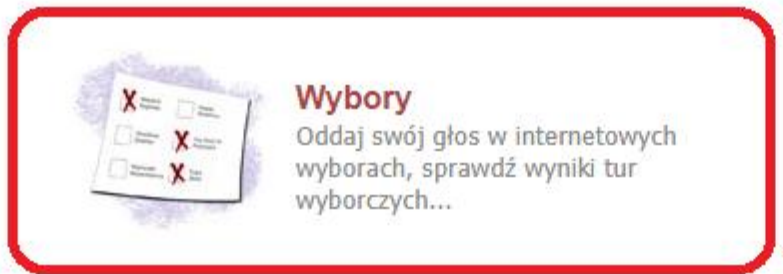 Wybory
Oddaj swój głos w internetowych
wyborach, sprawdź wyniki tur
wyborczych...